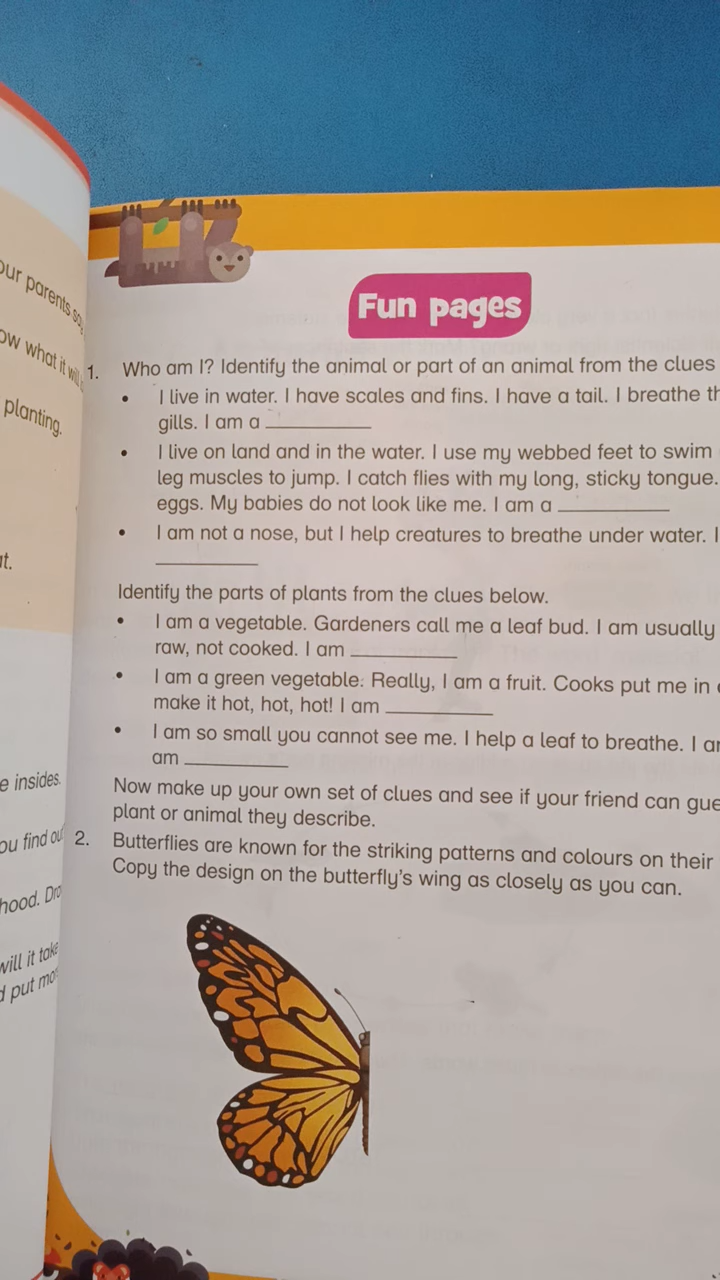 our parents
ow what it
planting.
t.
e insides.
ou find out
hood.
will it take
put
Fun pages
1. Who am I? Identify the animal or part of an animal from the clues
• I live in water. I have scales and fins. I have a tail. I breathe
gills. I am a __________
• I live on land and in the water. I use my webbed feet to swim
leg muscles to jump. I catch flies with my long, sticky tongue.
eggs. My babies do not look like me. I am a __________
• I am not a nose, but I help creatures to breathe under water. I
__________
Identify the parts of plants from the clues below.
• I am a vegetable. Gardeners call me a leaf bud. I am usually
raw, not cooked. I am __________
• I am a green vegetable. Really, I am a fruit. Cooks put me in
make it hot, hot, hot! I am __________
• I am so small you cannot see me. I help a leaf to breathe. I
am __________
Now make up your own set of clues and see if your friend can
plant or animal they describe.
2. Butterflies are known for the striking patterns and colours on their
Copy the design on the butterfly's wing as closely as you can.